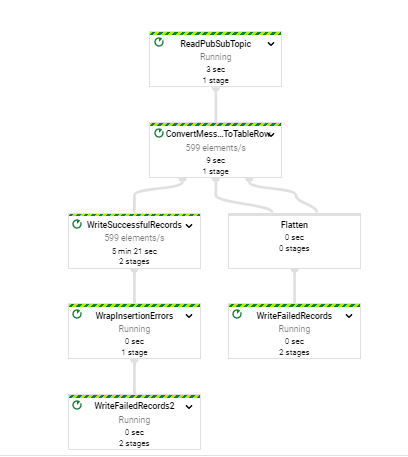 ReadPubSubTopic
Running
3 sec
1 stage
ConvertMess...ToTableRow
599 elements/s
9 sec
1 stage
WriteSuccessfulRecords
599 elements/s
5 min 21 sec
2 stages
Flatten
0 sec
0 stages
WrapInsertionErrors
Running
0 sec
1 stage
WriteFailedRecords
Running
0 sec
2 stages
WriteFailedRecords2
Running
0 sec
2 stages